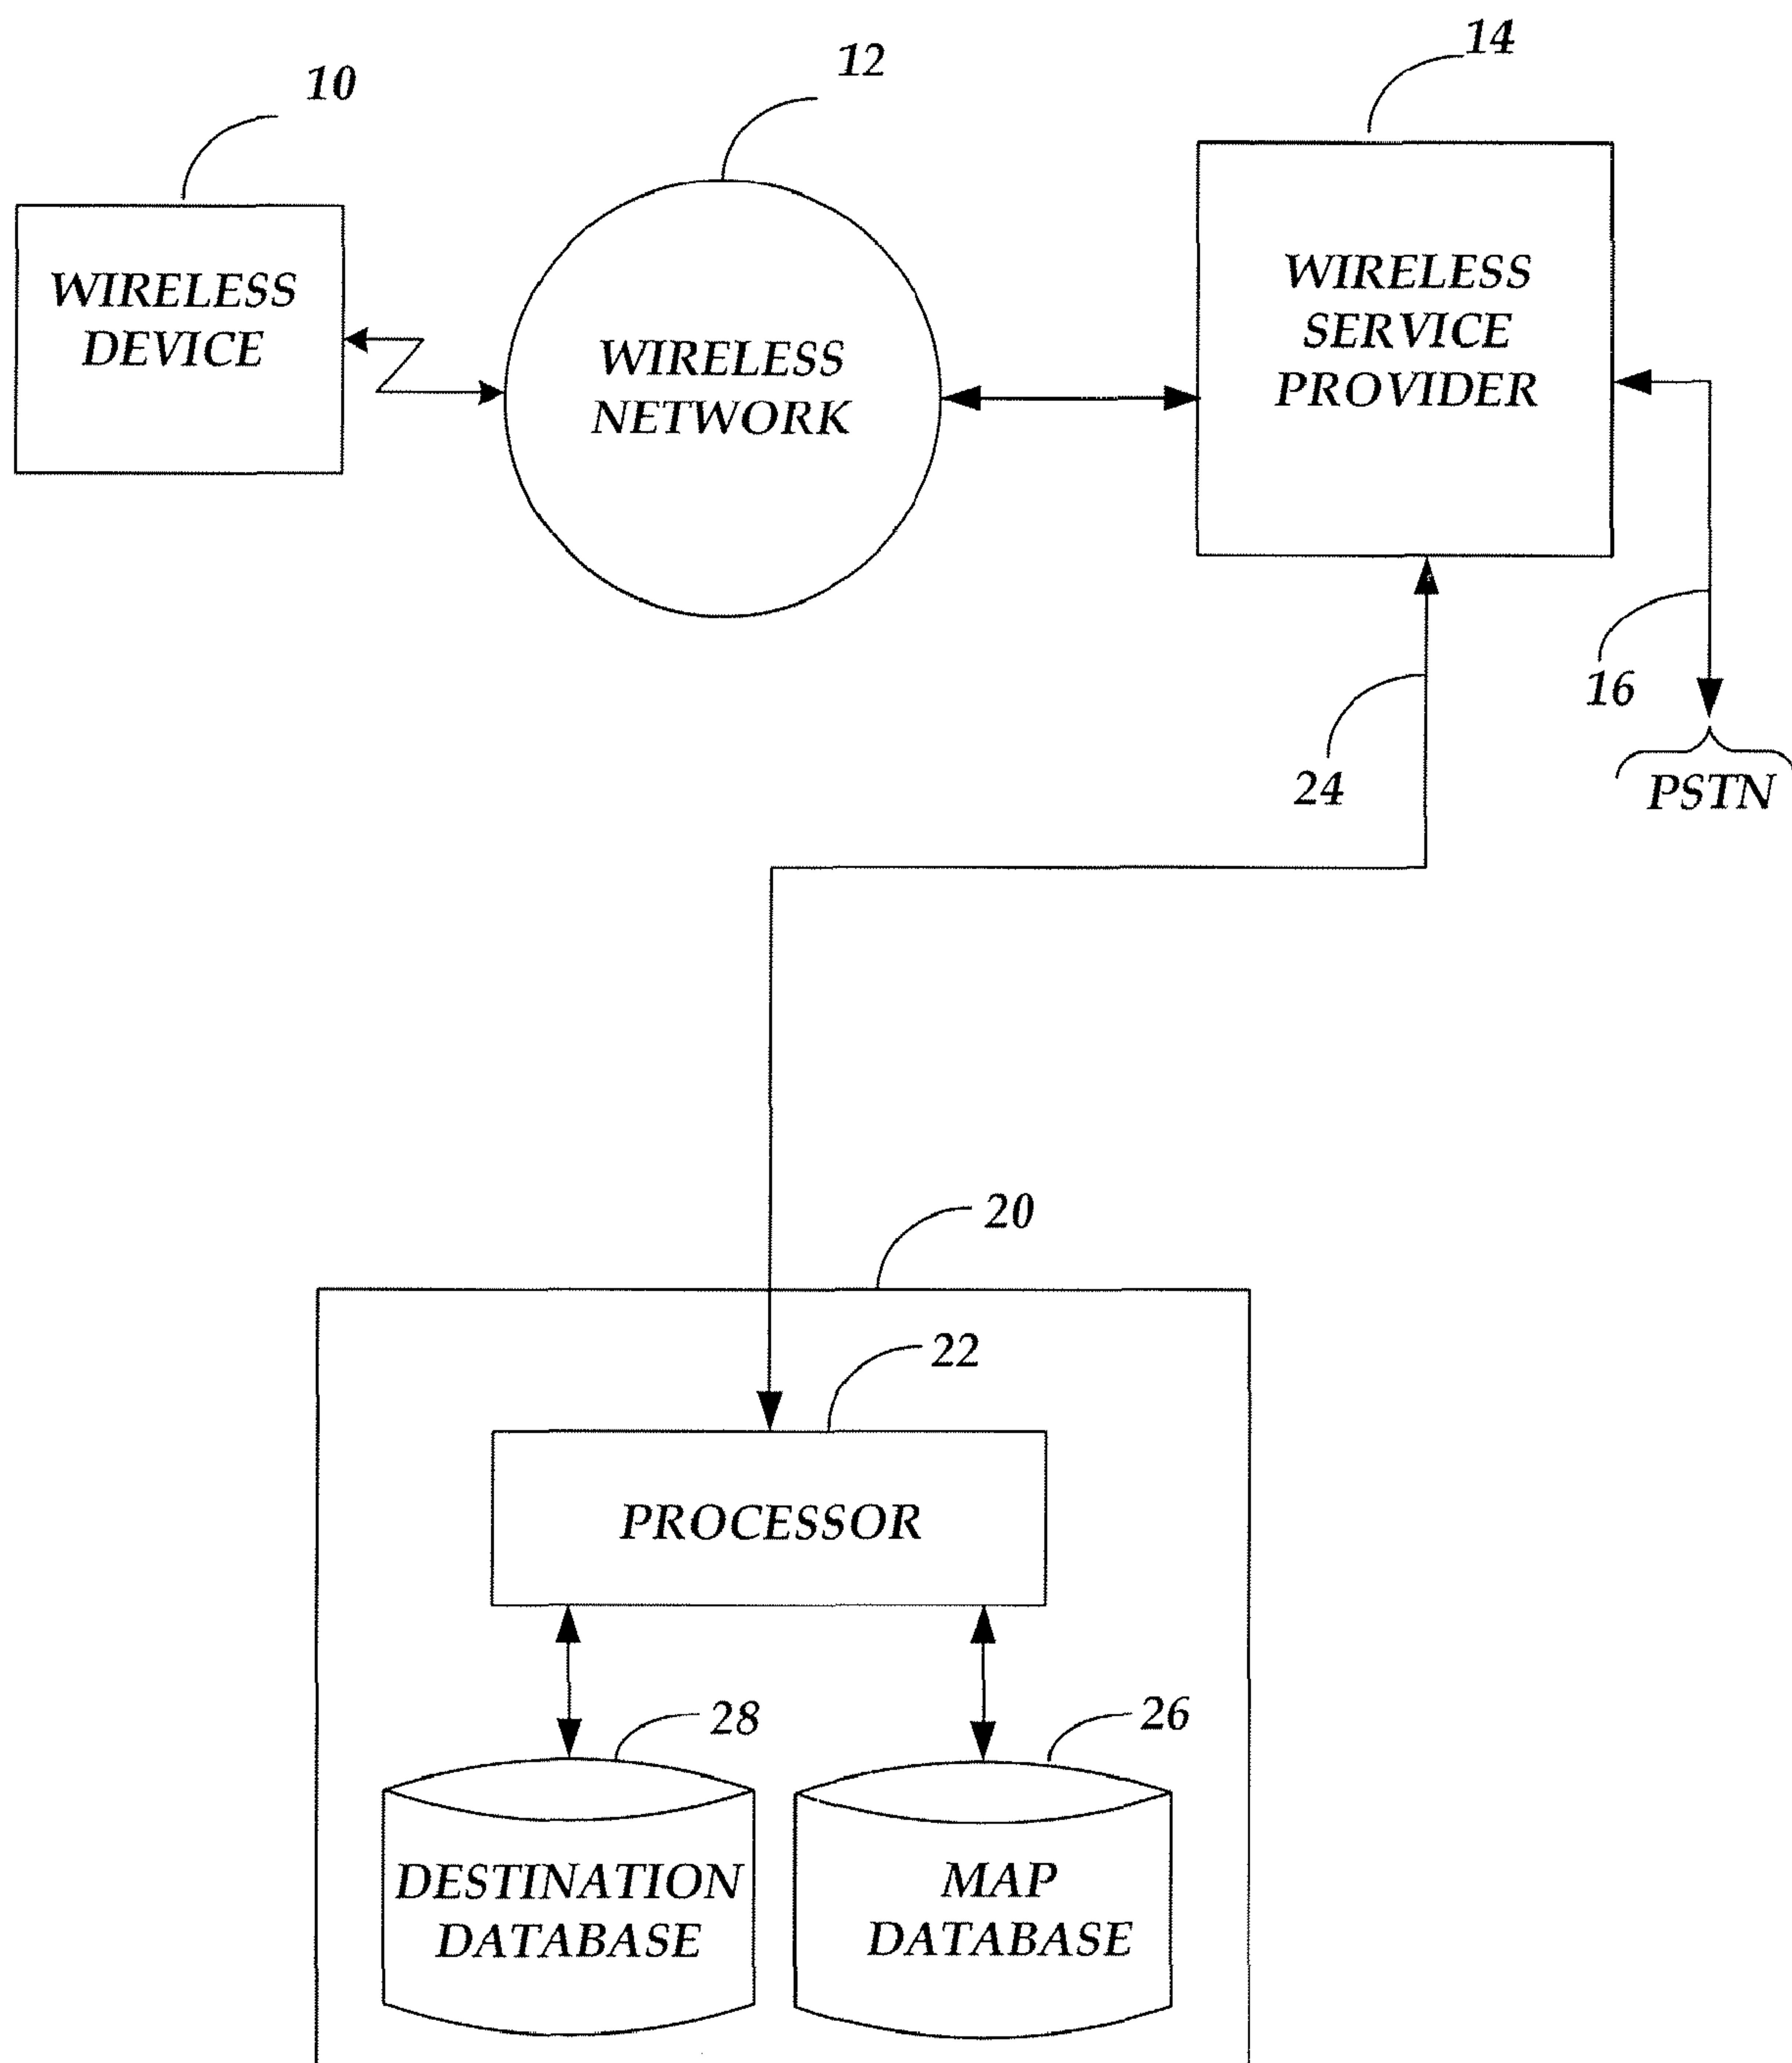 10
12
14
WIRELESS
DEVICE
WIRELESS
NETWORK
WIRELESS
SERVICE
PROVIDER
16
24
PSTN
20
22
PROCESSOR
28
26
DESTINATION
DATABASE
MAP
DATABASE